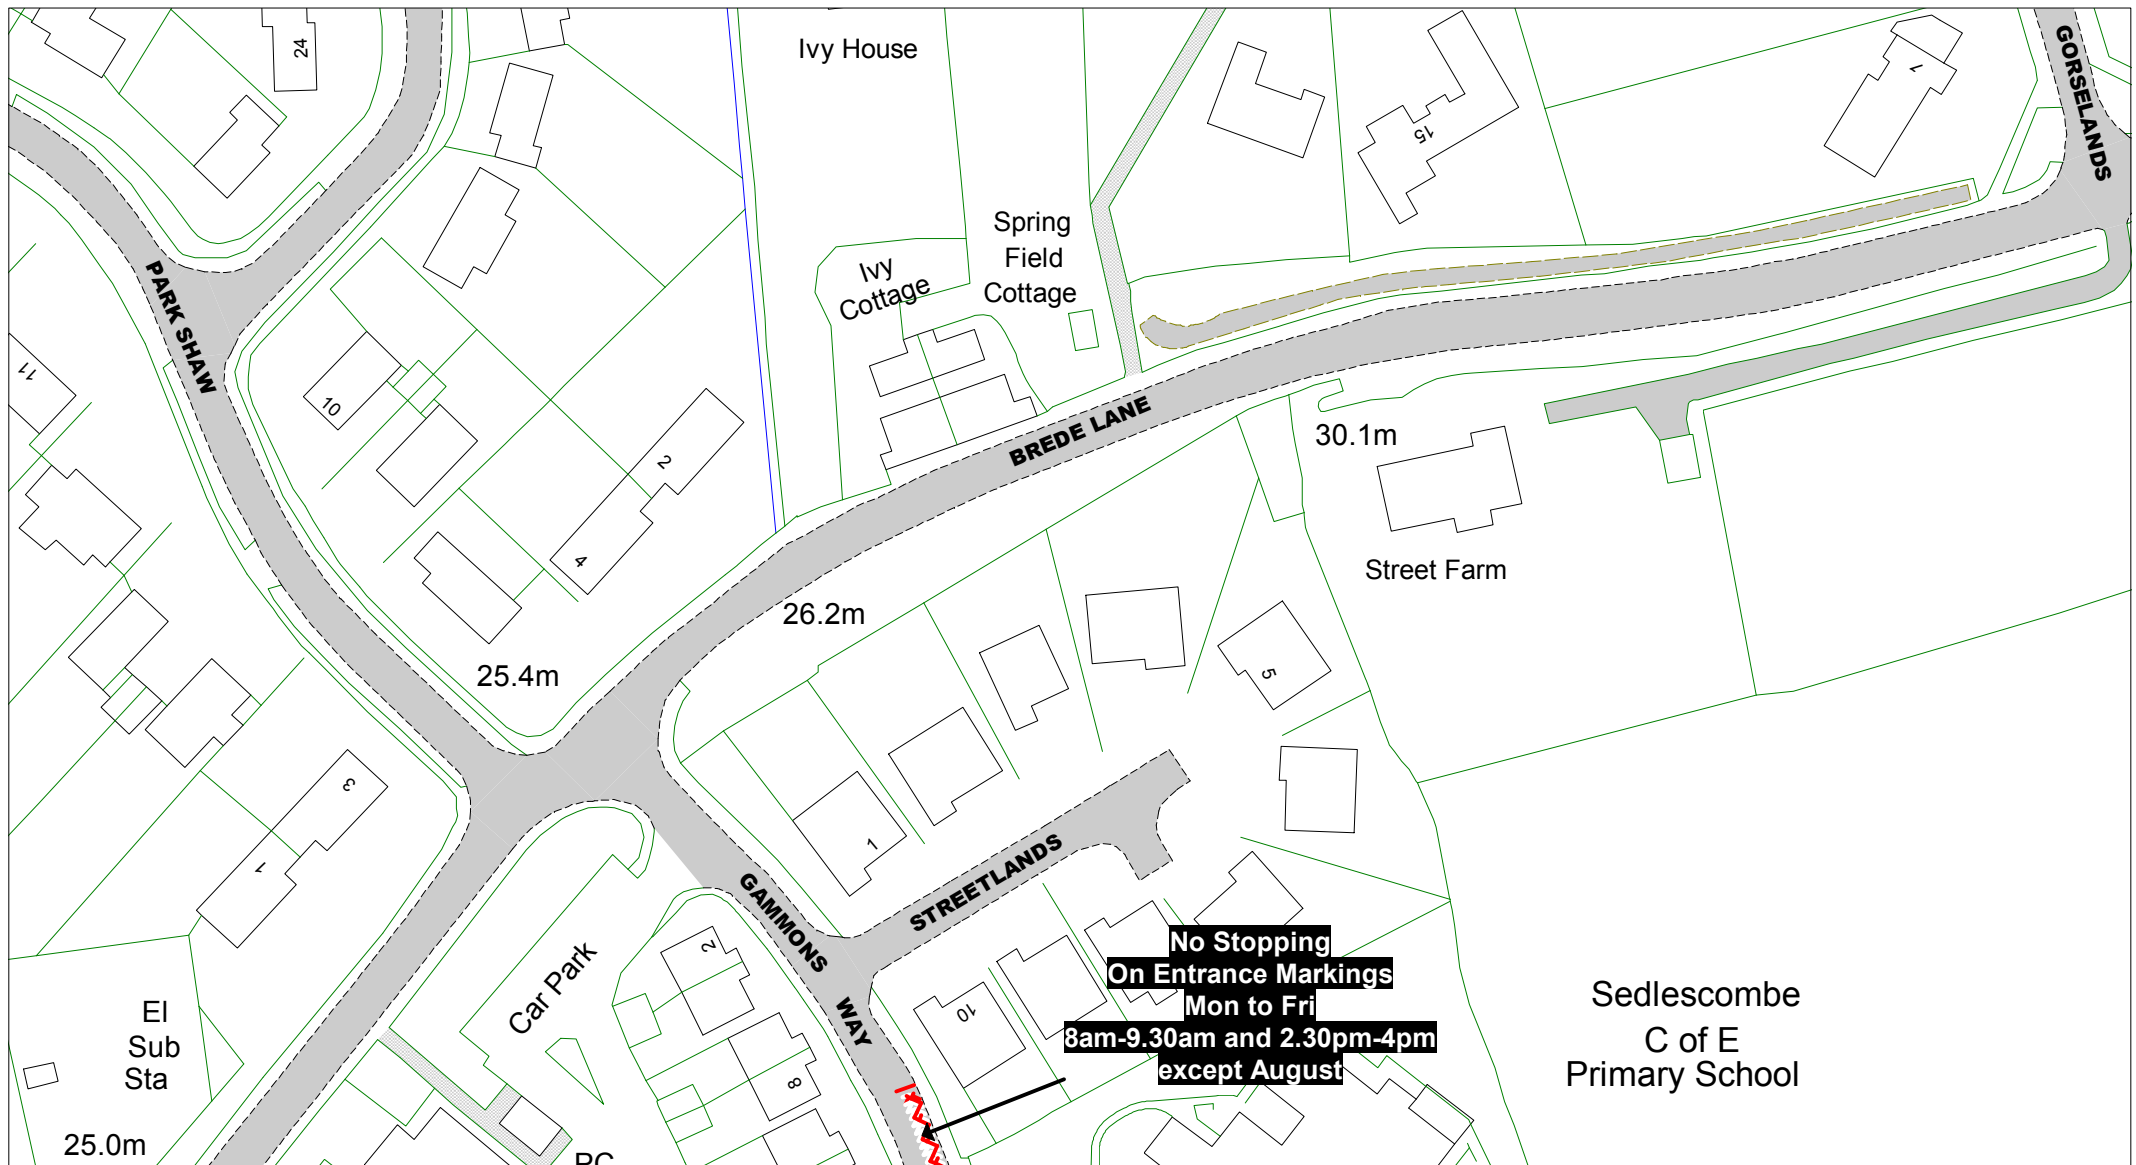 24
Ivy House
GORSELANDS
7
15
Spring
Field
Cottage
Ivy
Cottage
PARK SHAW
11
10
BREDE LANE
30.1m
2
4
Street Farm
26.2m
25.4m
5
3
1
1
STREETLANDS
GAMMONS
WAY
2
Car Park
No Stopping
On Entrance Markings
Mon to Fri
8am-9.30am and 2.30pm-4pm
except August
10
8
Sedlescombe
C of E
Primary School
El
Sub
Sta
25.0m
PC